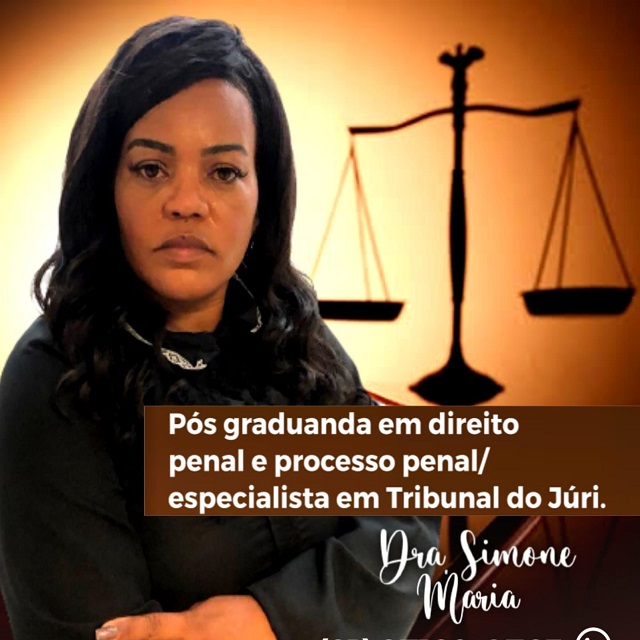 Pós graduanda em direito
penal e processo penal/
especialista em Tribunal do Júri.
Dra Simone
Maria